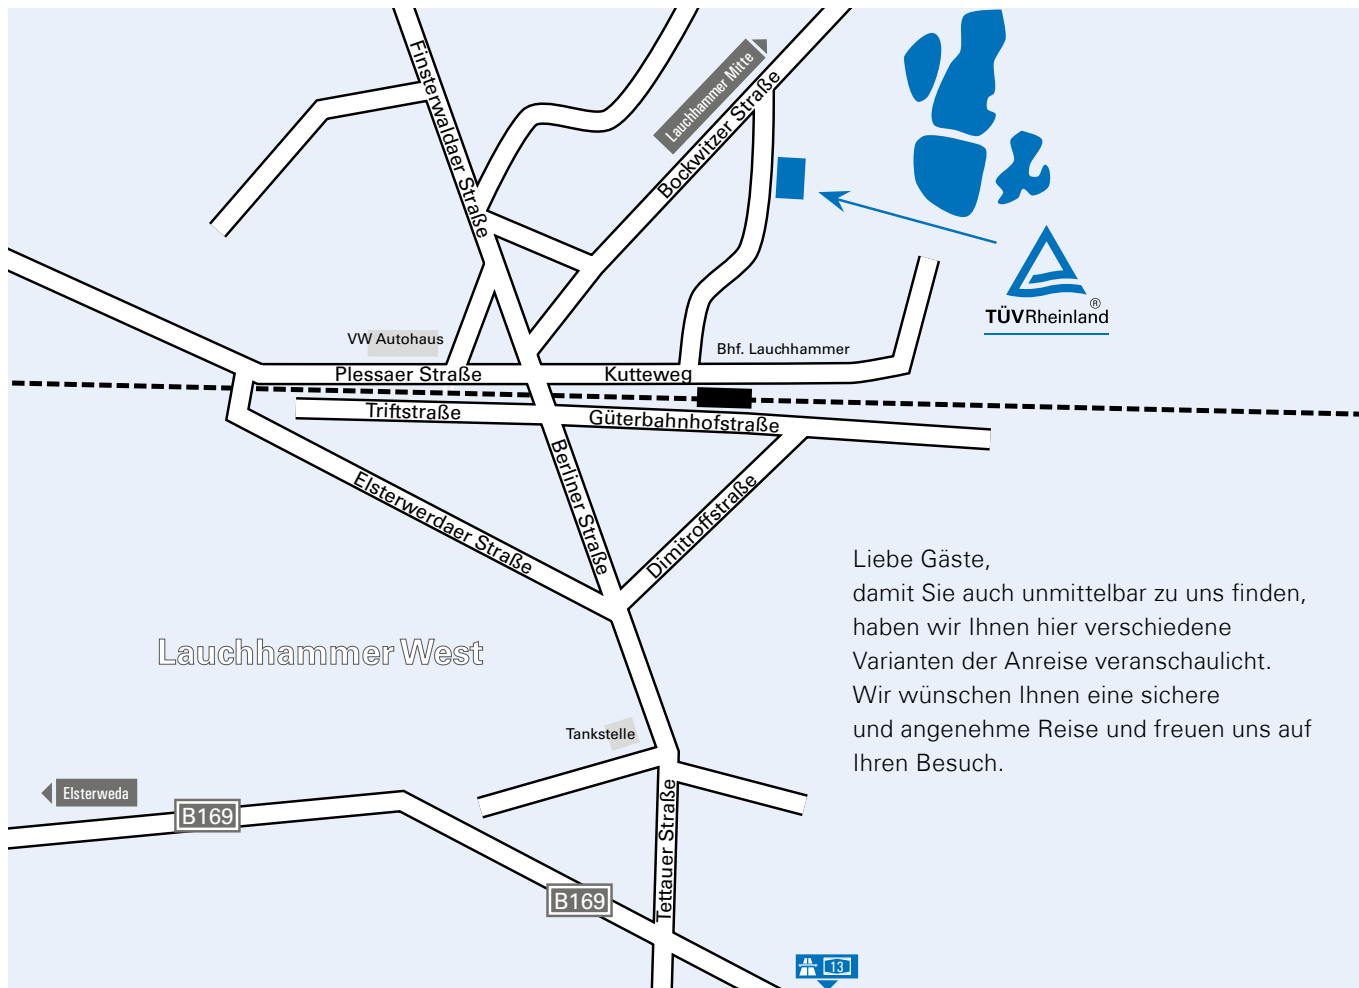 Finsterwaldaer Straße
Lauchhammer Mitte
Bockwitzer Straße
®
TÜVRheinland
VW Autohaus
Bhf. Lauchhammer
Plessaer Straße
Kutteweg
Triftstraße
Güterbahnhofstraße
Berliner Straße
Elsterwerdaer Straße
Dimitroffstraße
Liebe Gäste,
damit Sie auch unmittelbar zu uns finden,
haben wir Ihnen hier verschiedene
Varianten der Anreise veranschaulicht.
Wir wünschen Ihnen eine sichere
und angenehme Reise und freuen uns auf
Ihren Besuch.
Lauchhammer West
Tankstelle
Elsterweda
B169
Tettauer Straße
B169
13